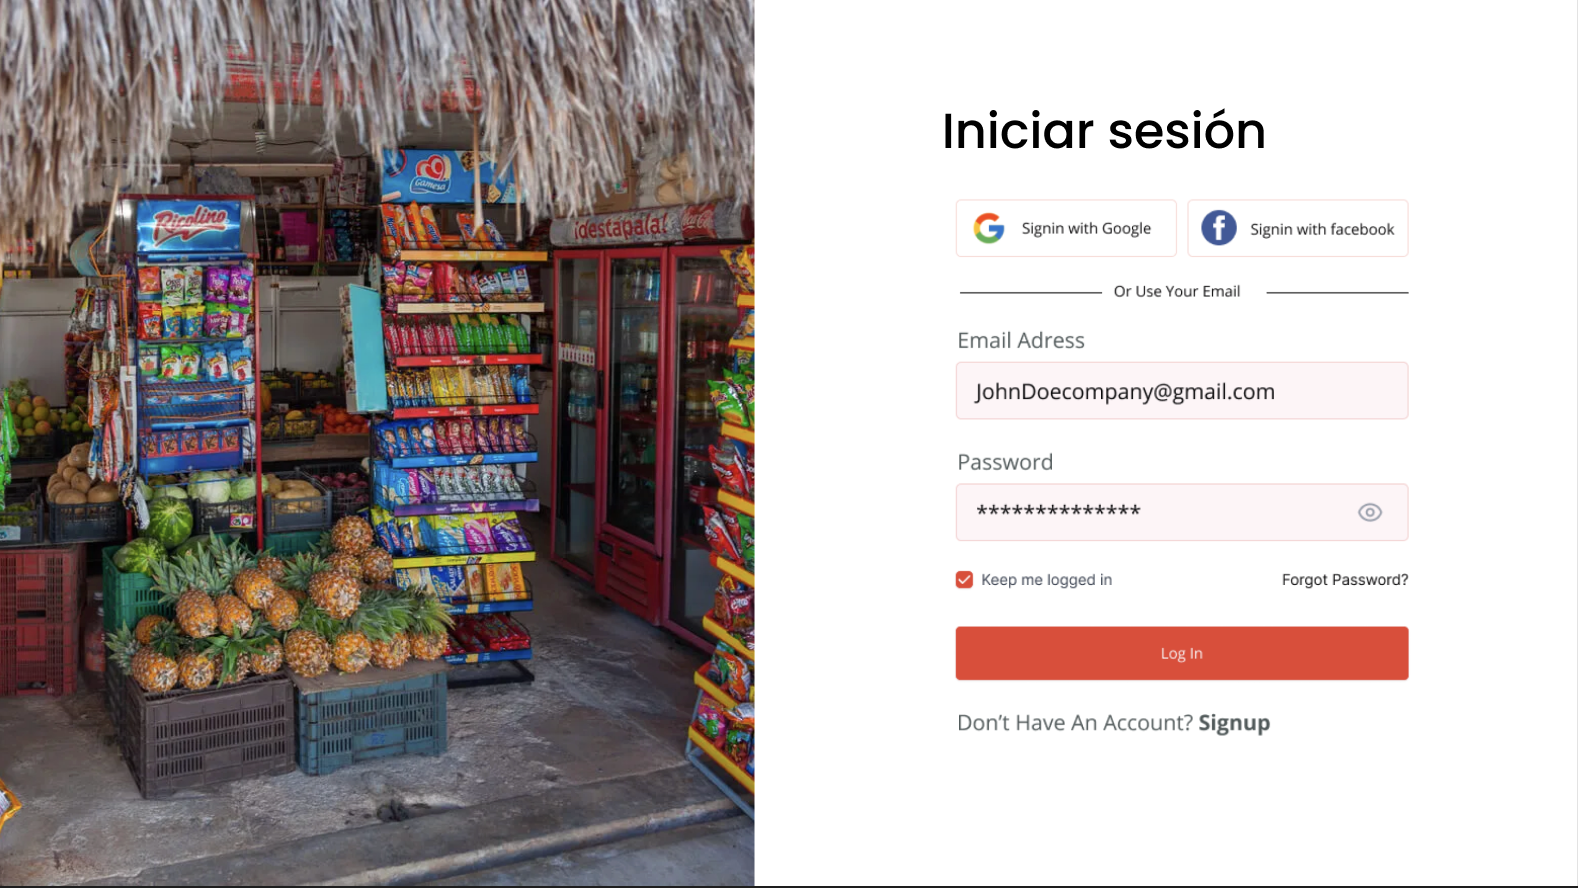 Ricolino
Gamesa
¡destápala!
Iniciar sesión
Signin with Google
Signin with facebook
Or Use Your Email
Email Adress
JohnDoecompany@gmail.com
Password
**************
Keep me logged in
Forgot Password?
Log In
Don't Have An Account? Signup